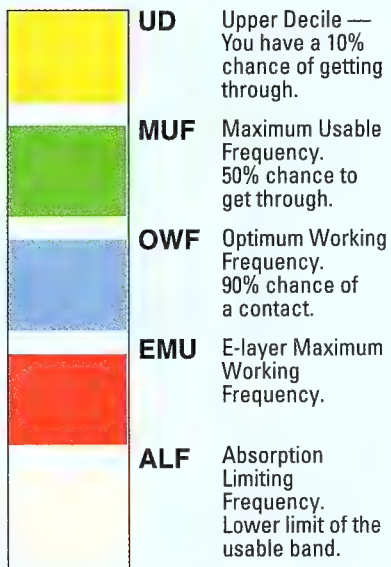 UD Upper Decile —
You have a 10%
chance of getting
through.
MUF Maximum Usable
Frequency.
50% chance to
get through.
OWF Optimum Working
Frequency.
90% chance of
a contact.
EMU E-layer Maximum
Working
Frequency.
ALF Absorption
Limiting
Frequency.
Lower limit of the
usable band.